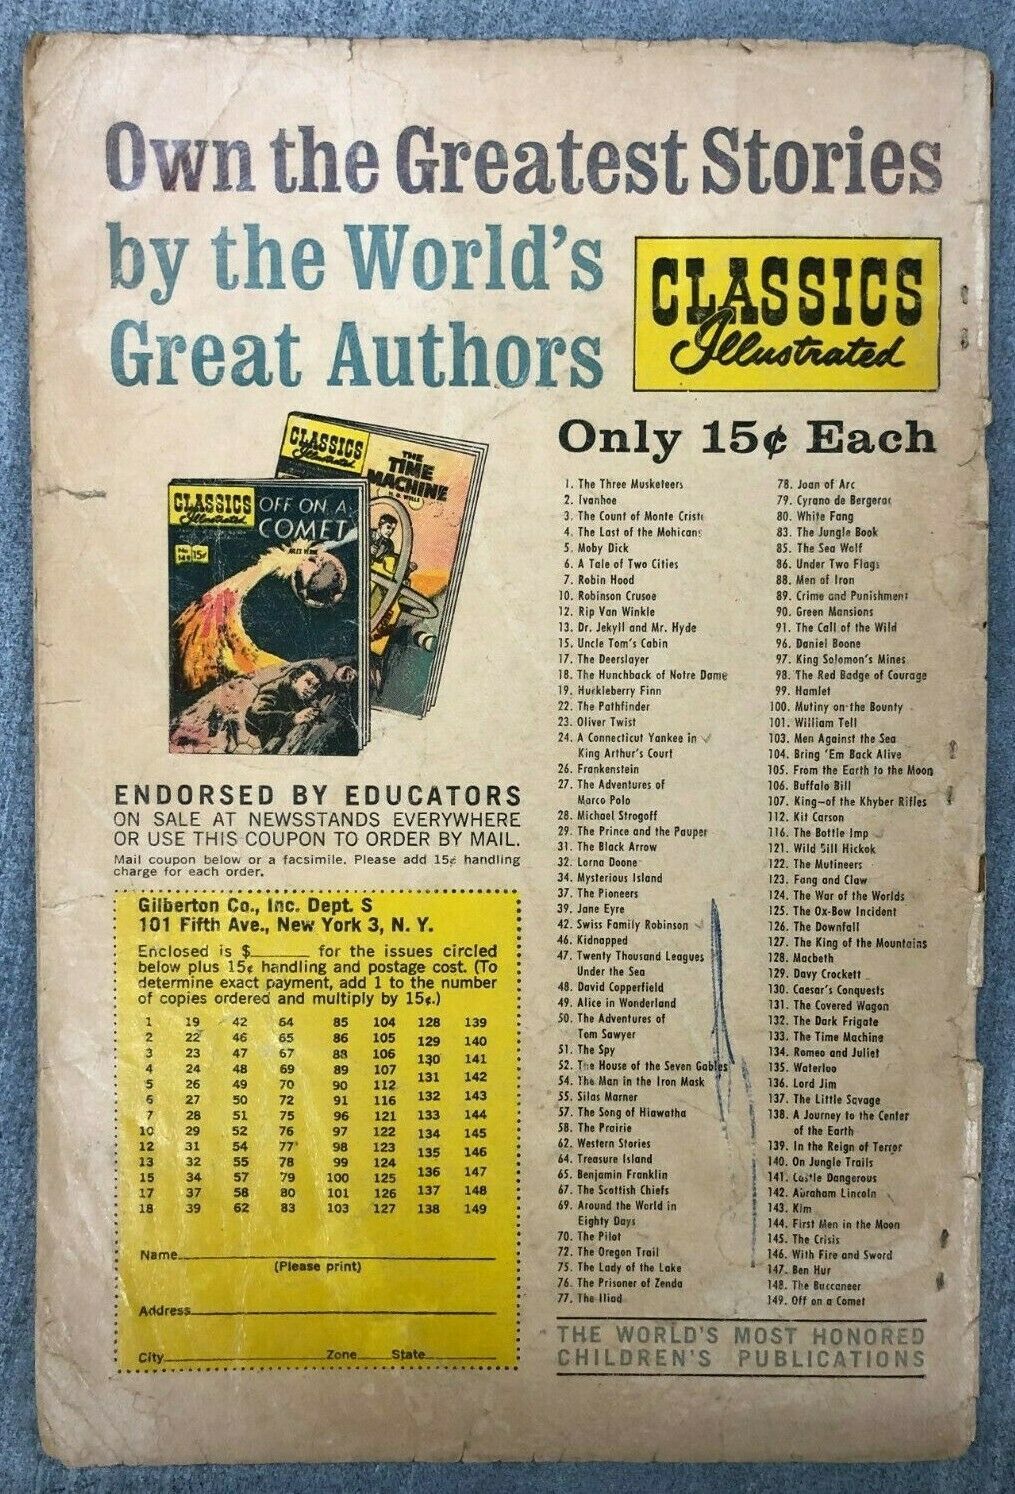 Own the Greatest Stories
by the World's
Great Authors
CLASSICS
Illustrated
Only 15¢ Each
CLASSICS
Illustrated
THE
TIME
MACHINE
H. G. WELLS
CLASSICS
Illustrated
OFF ON A
COMET
JULES VERNE
No.
149
15¢
ENDORSED BY EDUCATORS
ON SALE AT NEWSSTANDS EVERYWHERE
OR USE THIS COUPON TO ORDER BY MAIL.
Mail coupon below or a facsimile. Please add 15¢ handling
charge for each order.
Gilberton Co., Inc. Dept. S
101 Fifth Ave., New York 3, N. Y.
Enclosed is $______ for the issues circled
below plus 15¢ handling and postage cost. (To
determine exact payment, add 1 to the number
of copies ordered and multiply by 15¢.)
1 19 42 64 85 104 128 139
2 22 46 65 86 105 129 140
3 23 47 67 88 106 130 141
4 24 48 69 89 107 131 142
5 26 49 70 90 112 132 143
6 27 50 72 91 116 133 144
7 28 51 75 96 121 134 145
10 29 52 76 97 122 135 146
12 31 54 77 98 123 136 147
13 32 55 78 99 124 137 148
15 34 57 79 100 125 138 149
17 37 58 80 101 126
18 39 62 83 103 127
Name
(Please print)
Address
City Zone State
1. The Three Musketeers
2. Ivanhoe
3. The Count of Monte Cristo
4. The Last of the Mohicans
5. Moby Dick
6. A Tale of Two Cities
7. Robin Hood
10. Robinson Crusoe
12. Rip Van Winkle
13. Dr. Jekyll and Mr. Hyde
15. Uncle Tom's Cabin
17. The Deerslayer
18. The Hunchback of Notre Dame
19. Huckleberry Finn
22. The Pathfinder
23. Oliver Twist
24. A Connecticut Yankee in
King Arthur's Court
26. Frankenstein
27. The Adventures of
Marco Polo
28. Michael Strogoff
29. The Prince and the Pauper
31. The Black Arrow
32. Lorna Doone
34. Mysterious Island
37. The Pioneers
39. Jane Eyre
42. Swiss Family Robinson
46. Kidnapped
47. Twenty Thousand Leagues
Under the Sea
48. David Copperfield
49. Alice in Wonderland
50. The Adventures of
Tom Sawyer
51. The Spy
52. The House of the Seven Gables
54. The Man in the Iron Mask
55. Silas Marner
57. The Song of Hiawatha
58. The Prairie
62. Western Stories
64. Treasure Island
65. Benjamin Franklin
67. The Scottish Chiefs
69. Around the World in
Eighty Days
70. The Pilot
72. The Oregon Trail
75. The Lady of the Lake
76. The Prisoner of Zenda
77. The Iliad
78. Joan of Arc
79. Cyrano de Bergerac
80. White Fang
83. The Jungle Book
85. The Sea Wolf
86. Under Two Flags
88. Men of Iron
89. Crime and Punishment
90. Green Mansions
91. The Call of the Wild
96. Daniel Boone
97. King Solomon's Mines
98. The Red Badge of Courage
99. Hamlet
100. Mutiny on the Bounty
101. William Tell
103. Men Against the Sea
104. Bring 'Em Back Alive
105. From the Earth to the Moon
106. Buffalo Bill
107. King—of the Khyber Rifles
112. Kit Carson
116. The Bottle Imp
121. Wild Bill Hickok
122. The Mutineers
123. Fang and Claw
124. The War of the Worlds
125. The Ox-Bow Incident
126. The Downfall
127. The King of the Mountains
128. Macbeth
129. Davy Crockett
130. Caesar's Conquests
131. The Covered Wagon
132. The Dark Frigate
133. The Time Machine
134. Romeo and Juliet
135. Waterloo
136. Lord Jim
137. The Little Savage
138. A Journey to the Center
of the Earth
139. In the Reign of Terror
140. On Jungle Trails
141. Castle Dangerous
142. Abraham Lincoln
143. Kim
144. First Men in the Moon
145. The Crisis
146. With Fire and Sword
147. Ben Hur
148. The Buccaneer
149. Off on a Comet
THE WORLD'S MOST HONORED
CHILDREN'S PUBLICATIONS